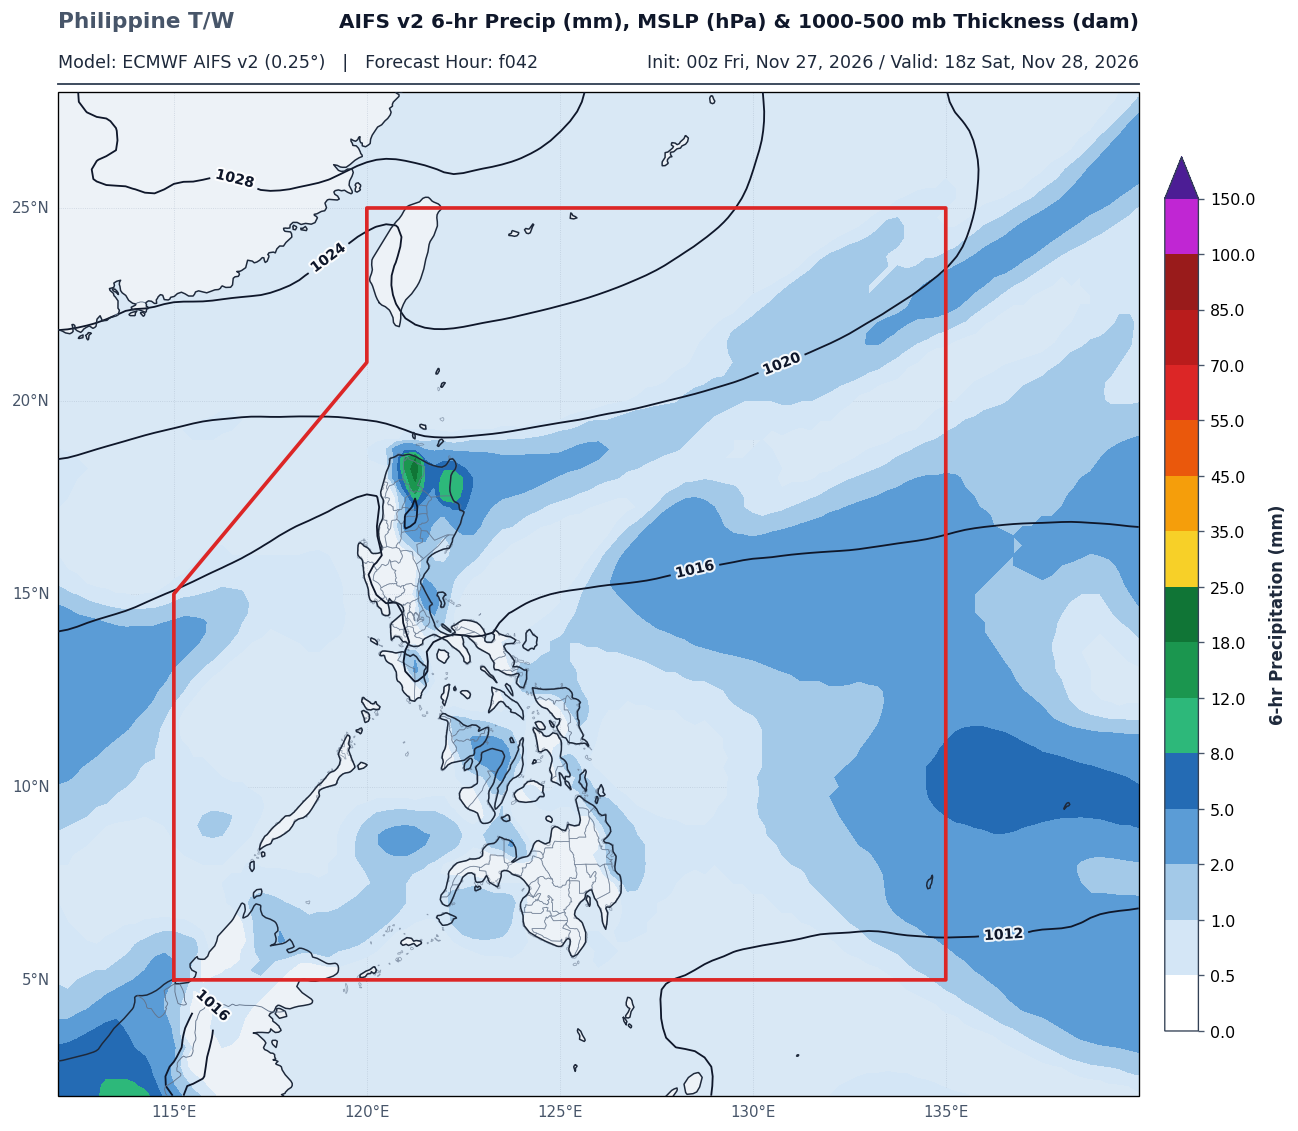 Philippine T/W
AIFS v2 6-hr Precip (mm), MSLP (hPa) & 1000-500 mb Thickness (dam)
Model: ECMWF AIFS v2 (0.25°) | Forecast Hour: f042
Init: 00z Fri, Nov 27, 2026 / Valid: 18z Sat, Nov 28, 2026
1028
1024
1020
1016
1012
1016
25°N
20°N
15°N
10°N
5°N
115°E
120°E
125°E
130°E
135°E
150.0
100.0
85.0
70.0
55.0
45.0
35.0
25.0
18.0
12.0
8.0
5.0
2.0
1.0
0.5
0.0
6-hr Precipitation (mm)